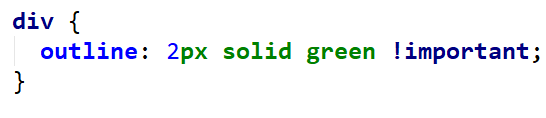 div {
  outline: 2px solid green !important;
}